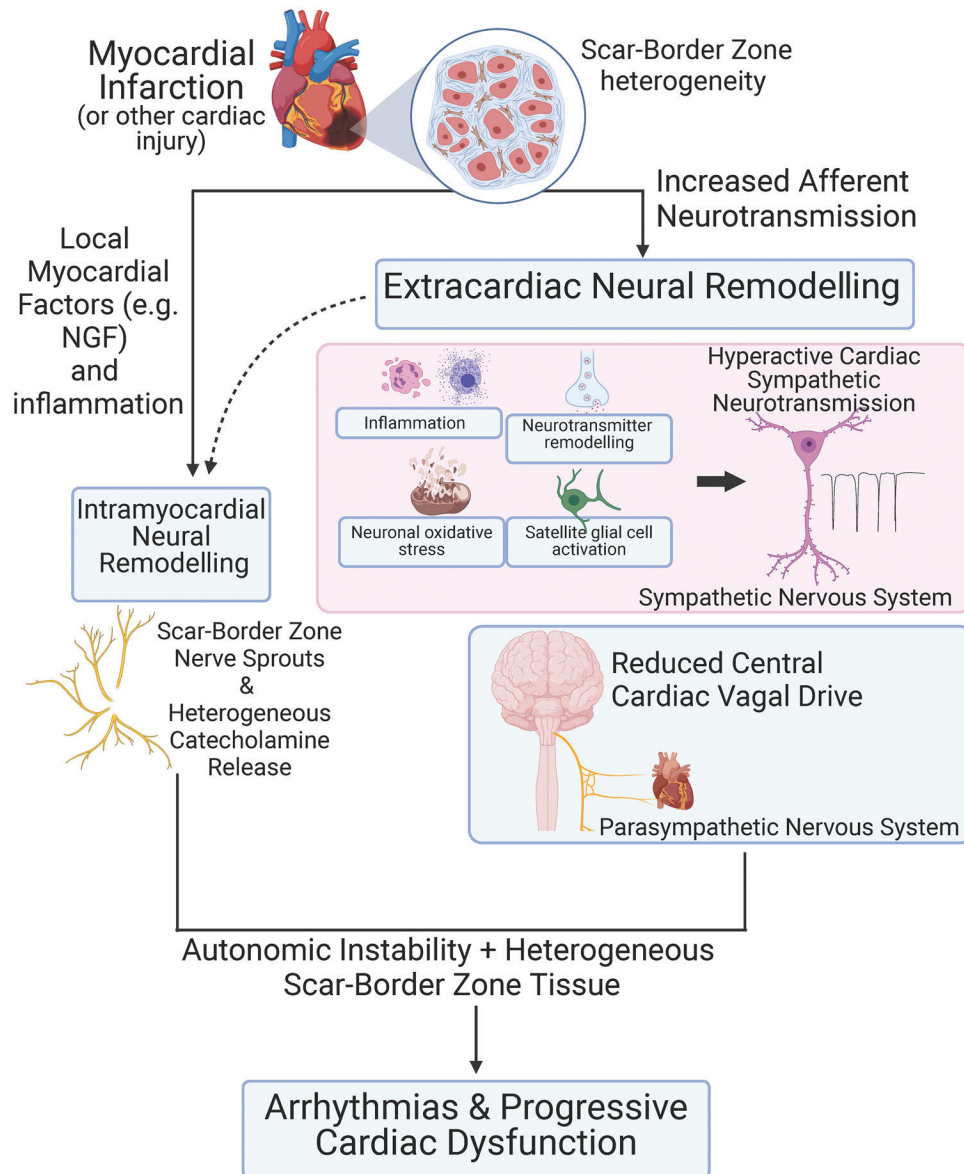 Myocardial
Infarction
(or other cardiac
injury)
Scar-Border Zone
heterogeneity
Increased Afferent
Neurotransmission
Local
Myocardial
Factors (e.g.
NGF)
and
inflammation
Extracardiac Neural Remodelling
Hyperactive Cardiac
Sympathetic
Neurotransmission
Inflammation
Neurotransmitter
remodelling
Neuronal oxidative
stress
Satellite glial cell
activation
Sympathetic Nervous System
Intramyocardial
Neural
Remodelling
Scar-Border Zone
Nerve Sprouts
&
Heterogeneous
Catecholamine
Release
Reduced Central
Cardiac Vagal Drive
Parasympathetic Nervous System
Autonomic Instability + Heterogeneous
Scar-Border Zone Tissue
Arrhythmias & Progressive
Cardiac Dysfunction